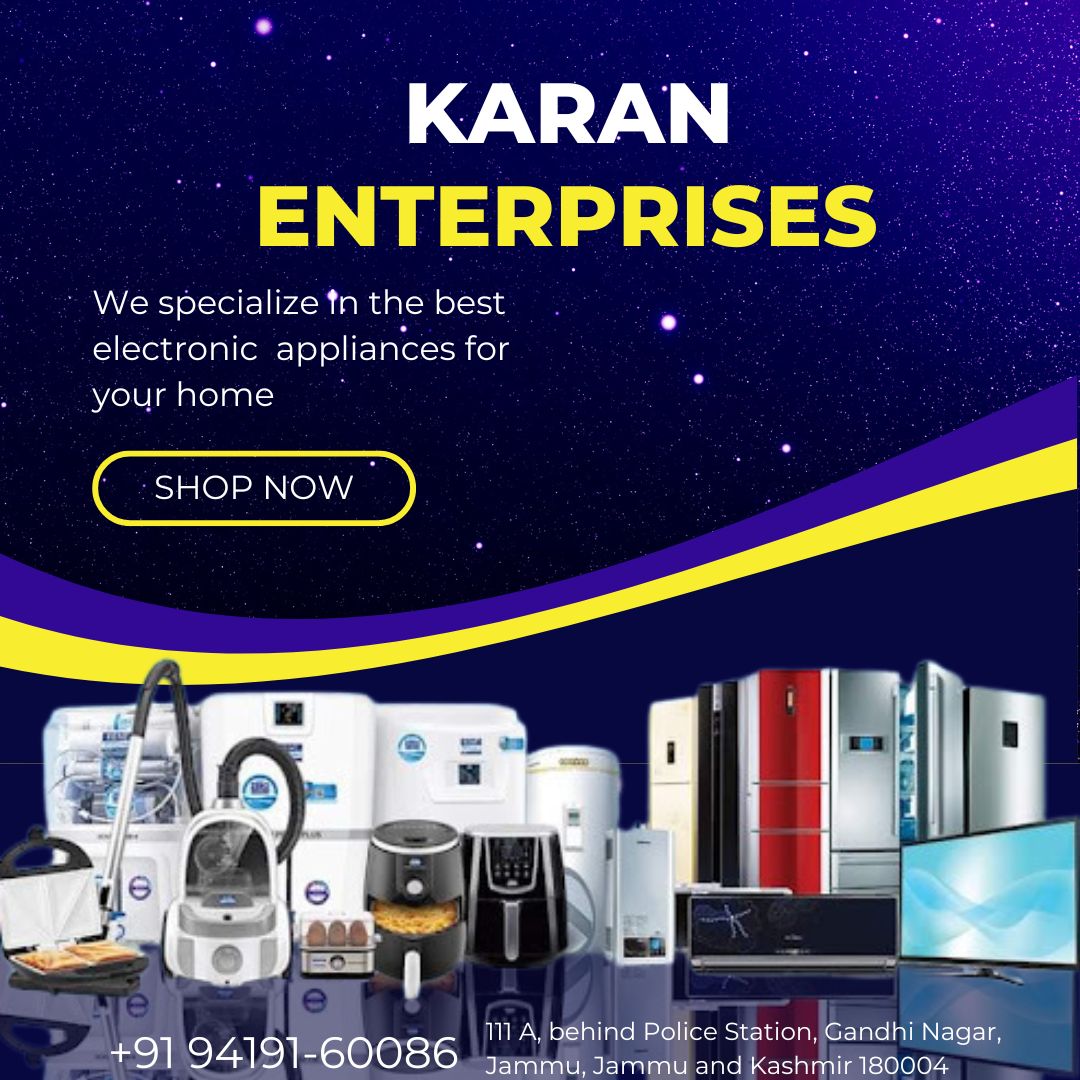 KARAN
ENTERPRISES
We specialize in the best
electronic appliances for
your home
SHOP NOW
+91 94191-60086
111 A, behind Police Station, Gandhi Nagar,
Jammu, Jammu and Kashmir 180004